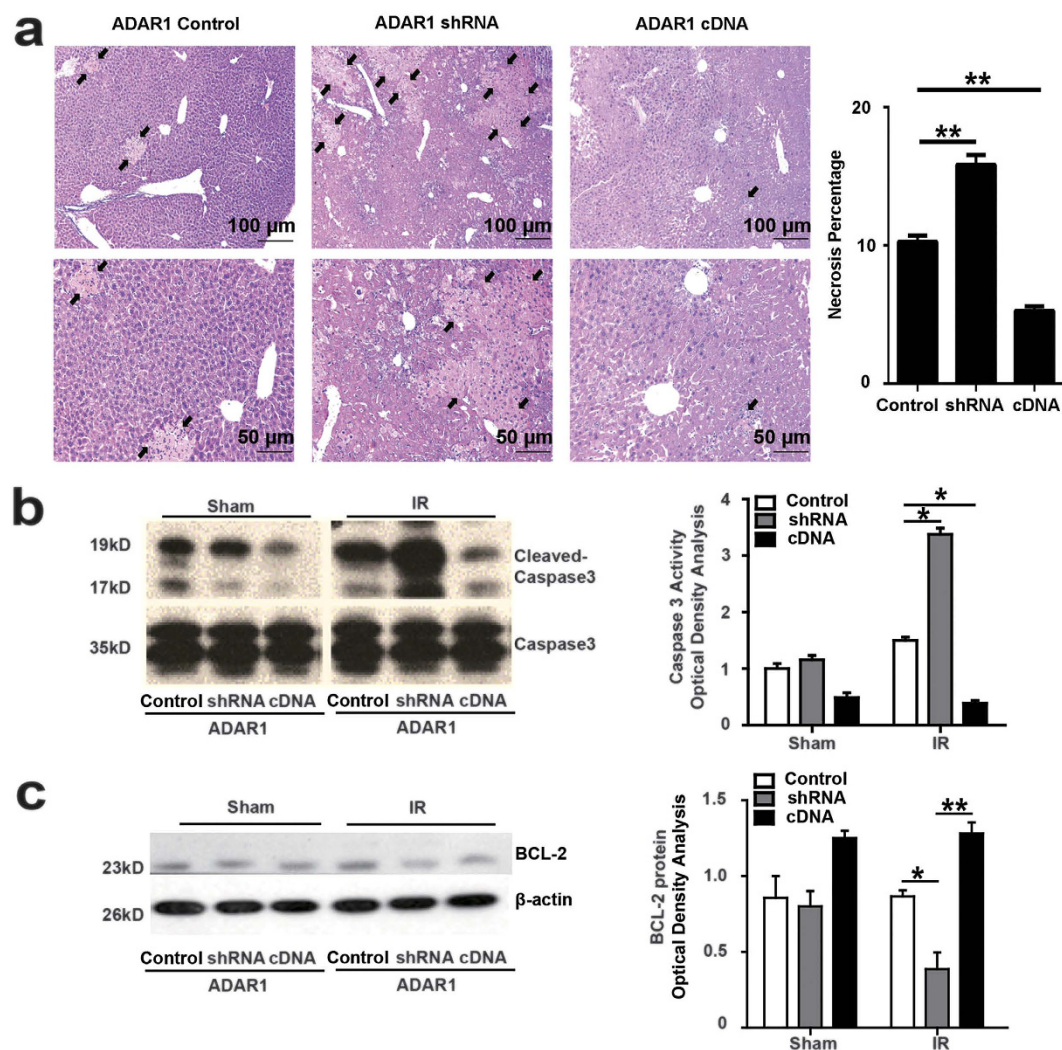 a
ADAR1 Control
ADAR1 shRNA
ADAR1 cDNA
100 µm
100 µm
100 µm
50 µm
50 µm
50 µm
Necrosis Percentage
20
10
0
**
**
Control shRNA cDNA
b
Sham
IR
19kD
17kD
35kD
Cleaved-
Caspase3
Caspase3
Control shRNA cDNA
Control shRNA cDNA
ADAR1
ADAR1
Caspase 3 Activity
Optical Density Analysis
4
3
2
1
0
Control
shRNA
cDNA
*
*
Sham
IR
c
Sham
IR
23kD
26kD
BCL-2
β-actin
Control shRNA cDNA
Control shRNA cDNA
ADAR1
ADAR1
BCL-2 protein
Optical Density Analysis
1.5
1.0
0.5
0
Control
shRNA
cDNA
**
*
Sham
IR